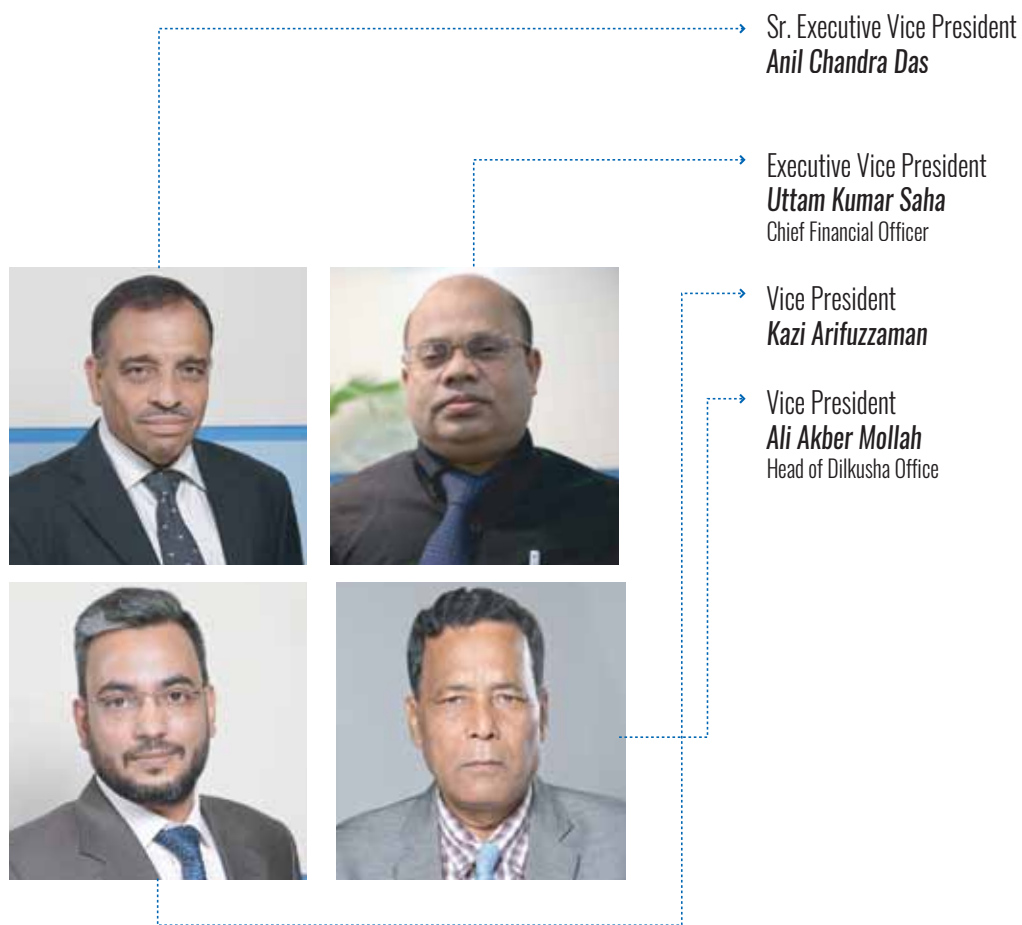 Sr. Executive Vice President
Anil Chandra Das
Executive Vice President
Uttam Kumar Saha
Chief Financial Officer
Vice President
Kazi Arifuzzaman
Vice President
Ali Akber Mollah
Head of Dilkusha Office